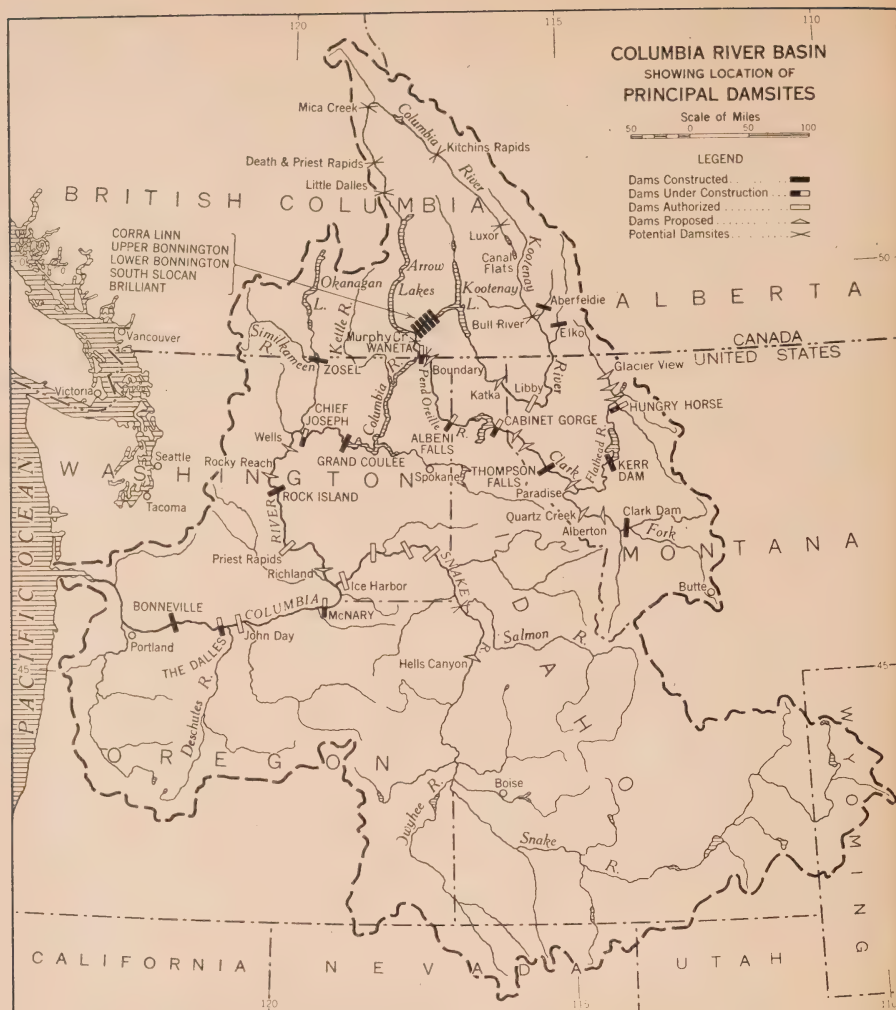 120
115
110
COLUMBIA RIVER BASIN
SHOWING LOCATION OF
PRINCIPAL DAMSITES
Scale of Miles
50 0 50 100
LEGEND
Dams Constructed
Dams Under Construction
Dams Authorized
Dams Proposed
Potential Damsites
Mica Creek
Columbia
River
Kitchins Rapids
Death & Priest Rapids
Little Dalles
BRITISH COLUMBIA
CORRA LINN
UPPER BONNINGTON
LOWER BONNINGTON
SOUTH SLOCAN
BRILLIANT
Luxor
Canal
Flats
Kootenay
River
50
Okanagan
L.
Arrow
Lakes
Kootenay
L.
Kettle R.
Aberfeldie
ALBERTA
Bull River
Elko
Similkameen
R.
Murphy Cr.
WANETA
Vancouver
CANADA
UNITED STATES
ZOSEL
Boundary
Glacier View
Victoria
Columbia R.
Pend Oreille
R.
Katka
Libby
HUNGRY HORSE
CHIEF
JOSEPH
CABINET GORGE
Wells
ALBENI
FALLS
Flathead R.
Rocky Reach
Seattle
GRAND COULEE
Spokane
THOMPSON
FALLS
Clark
Fork
KERR
DAM
WASHINGTON
ROCK ISLAND
Paradise
Tacoma
Quartz Creek
Clark Dam
Alberton
RIVER
MONTANA
Priest Rapids
Richland
SNAKE
R.
Ice Harbor
Butte
BONNEVILLE
COLUMBIA
McNARY
Portland
THE DALLES
John Day
Salmon R.
IDAHO
Hells Canyon
45
45
PACIFIC OCEAN
Deschutes R.
OREGON
Boise
Owyhee R.
Snake
R.
WYOMING
CALIFORNIA
NEVADA
UTAH
120
115
110